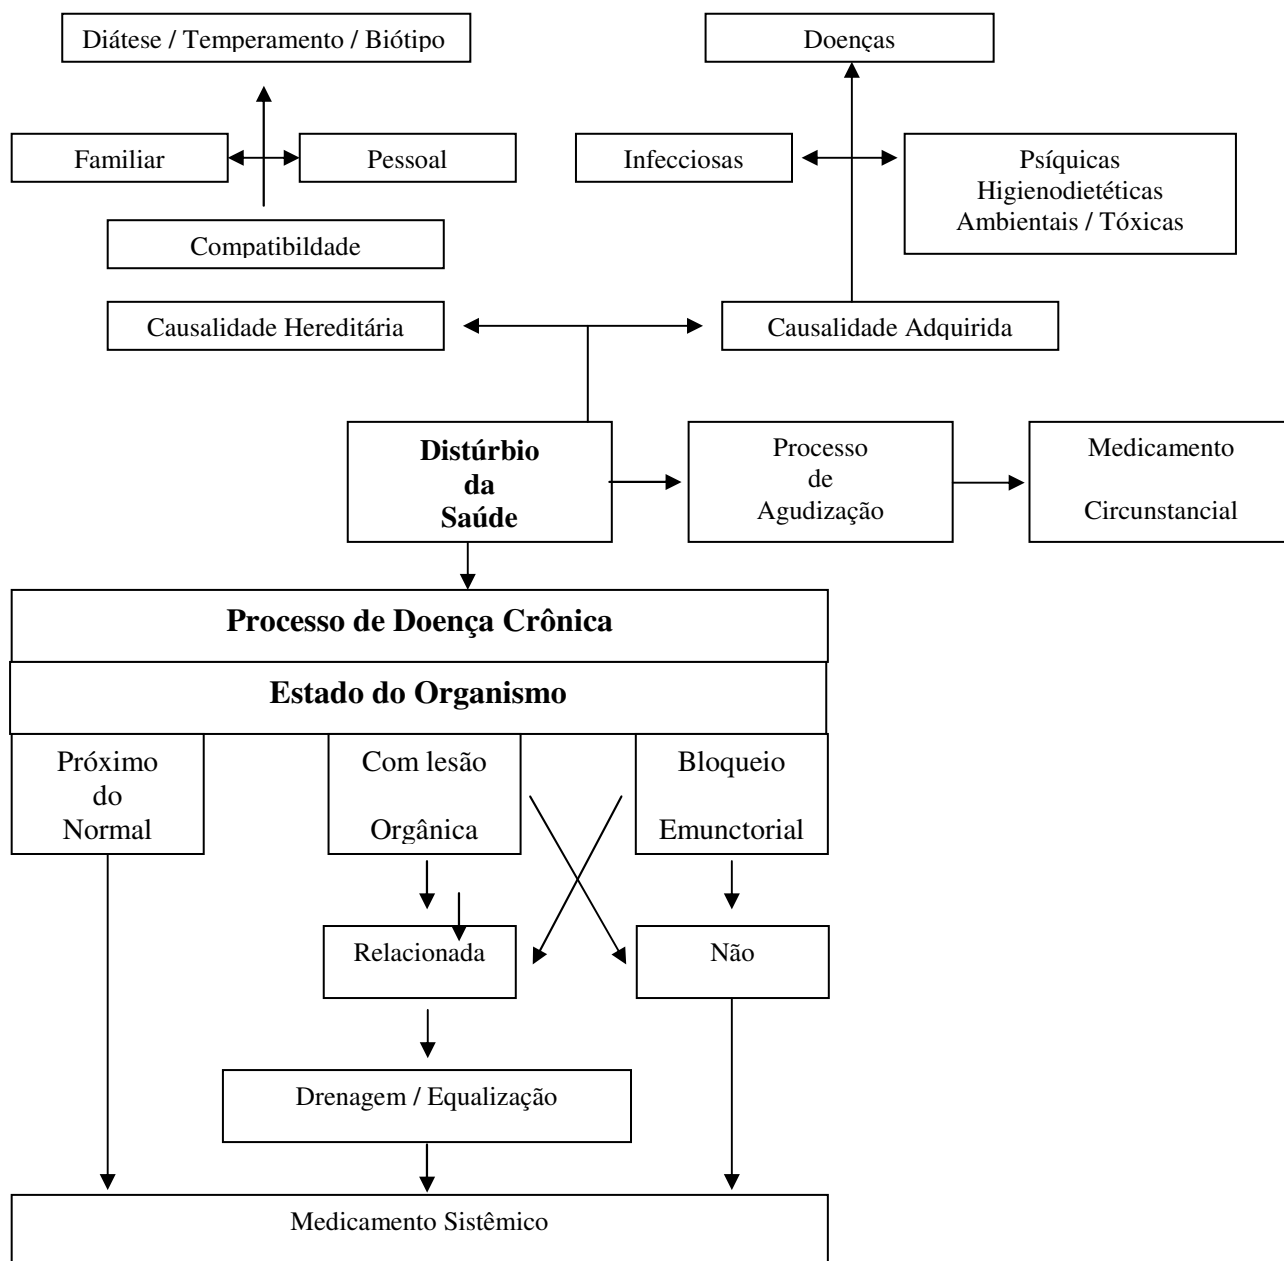 Diátese / Temperamento / Biótipo
Doenças
Familiar
Pessoal
Infecciosas
Psíquicas
Higienodietéticas
Ambientais / Tóxicas
Compatibildade
Causalidade Hereditária
Causalidade Adquirida
Distúrbio
da
Saúde
Processo
de
Agudização
Medicamento
Circunstancial
Processo de Doença Crônica
Estado do Organismo
Próximo
do
Normal
Com lesão
Orgânica
Bloqueio
Emunctorial
Relacionada
Não
Drenagem / Equalização
Medicamento Sistêmico